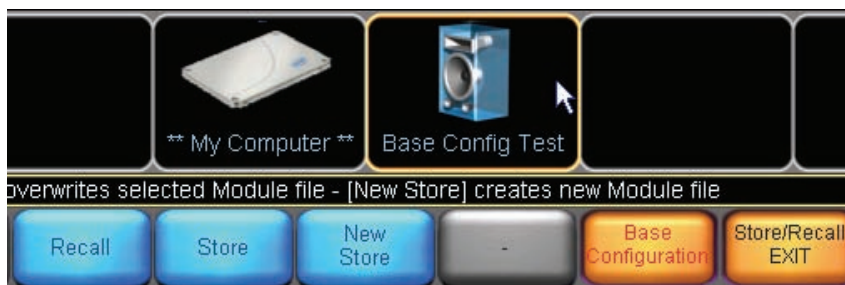 ** My Computer **
Base Config Test
overwrites selected Module file - [New Store] creates new Module file
Recall
Store
New
Store
-
Base
Configuration
Store/Recall
EXIT